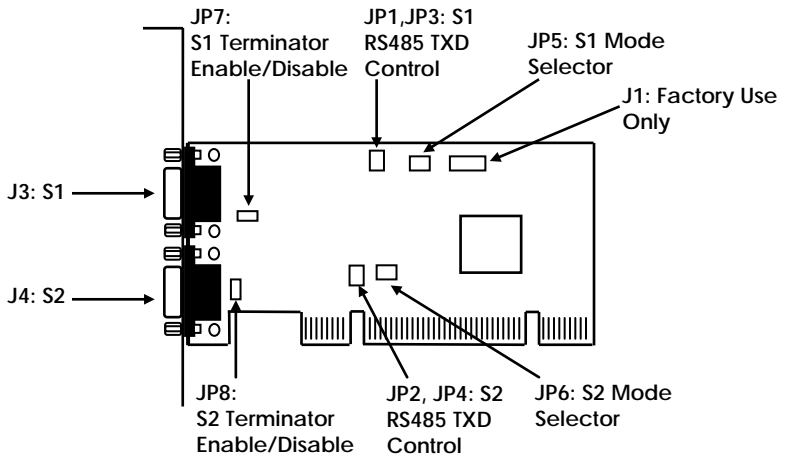 JP7:
S1 Terminator
Enable/Disable
JP1,JP3: S1
RS485 TXD
Control
JP5: S1 Mode
Selector
J1: Factory Use
Only
J3: S1
J4: S2
JP8:
S2 Terminator
Enable/Disable
JP2, JP4: S2
RS485 TXD
Control
JP6: S2 Mode
Selector